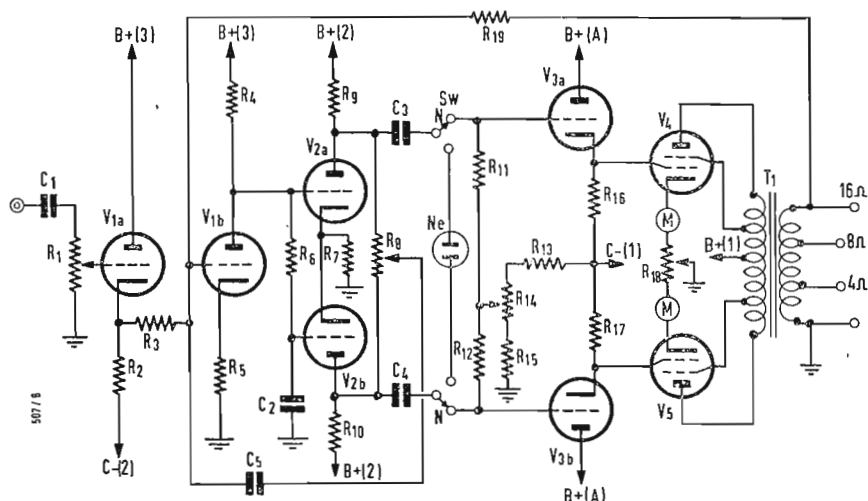 R19
B+(3)
B+(3)
B+(2)
B+(A)
R4
R9
C3
Sw
N
V3a
V2a
V4
T1
16Ω
8Ω
4Ω
C1
V1a
V1b
R1
R6
R7
R8
Ne
R11
R13
R16
M
C-(1)
B+(1)
R18
R14
R3
R12
R17
M
R2
R5
C2
V2b
C4
R15
N
V5
R10
V3b
C-(2)
C5
B+(2)
B+(A)
507/6